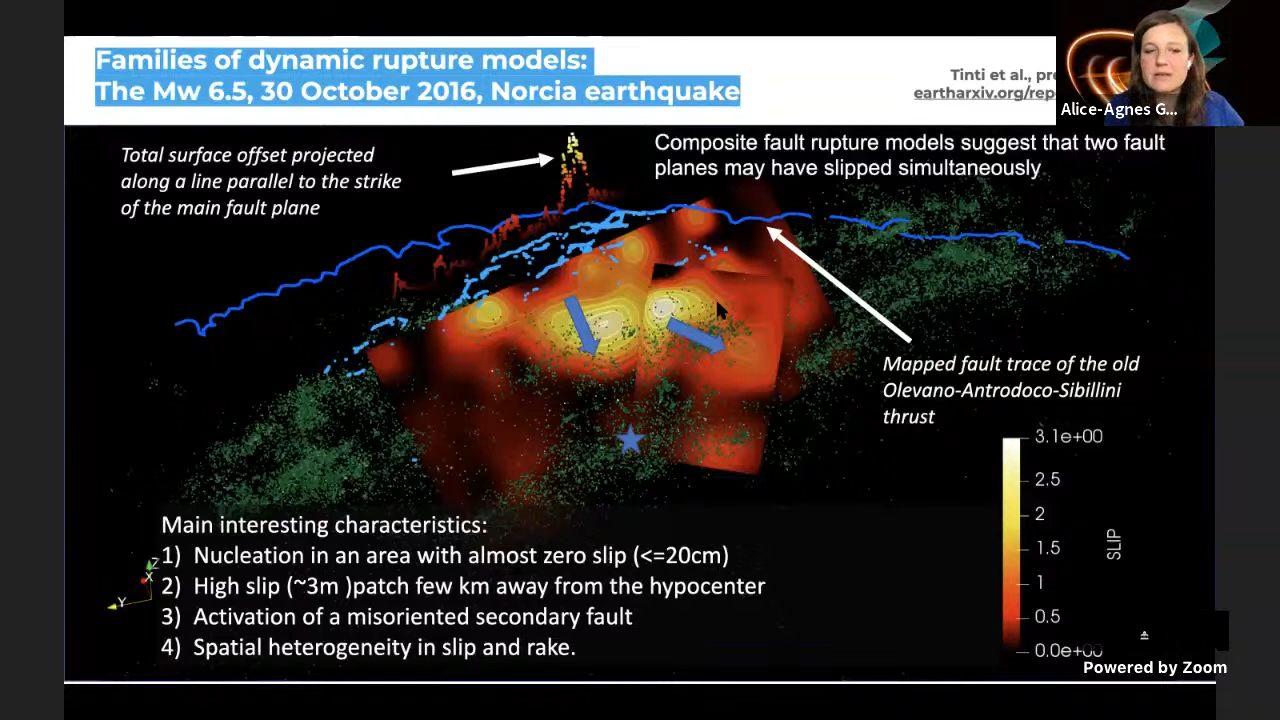 Families of dynamic rupture models:
The Mw 6.5, 30 October 2016, Norcia earthquake
Tinti et al.,
eartharxiv.org/
Alice-Agnes G...
Total surface offset projected
along a line parallel to the strike
of the main fault plane
Composite fault rupture models suggest that two fault
planes may have slipped simultaneously
Mapped fault trace of the old
Olevano-Antrodoco-Sibillini
thrust
3.1e+00
2.5
2
1.5
1
0.5
0.0e+00
SLIP
Main interesting characteristics:
1) Nucleation in an area with almost zero slip (<=20cm)
2) High slip (~3m )patch few km away from the hypocenter
3) Activation of a misoriented secondary fault
4) Spatial heterogeneity in slip and rake.
Z
X
Y
Powered by Zoom